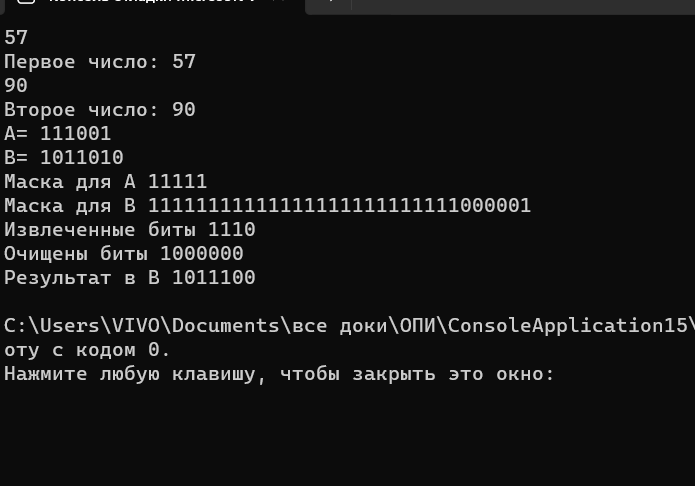 57
Первое число: 57
90
Второе число: 90
A= 111001
B= 1011010
Маска для А 11111
Маска для В 11111111111111111111111111000001
Извлеченные биты 1110
Очищены биты 1000000
Результат в В 1011100
C:\Users\VIVO\Documents\все доки\ОПИ\ConsoleApplication15\
оту с кодом 0.
Нажмите любую клавишу, чтобы закрыть это окно: